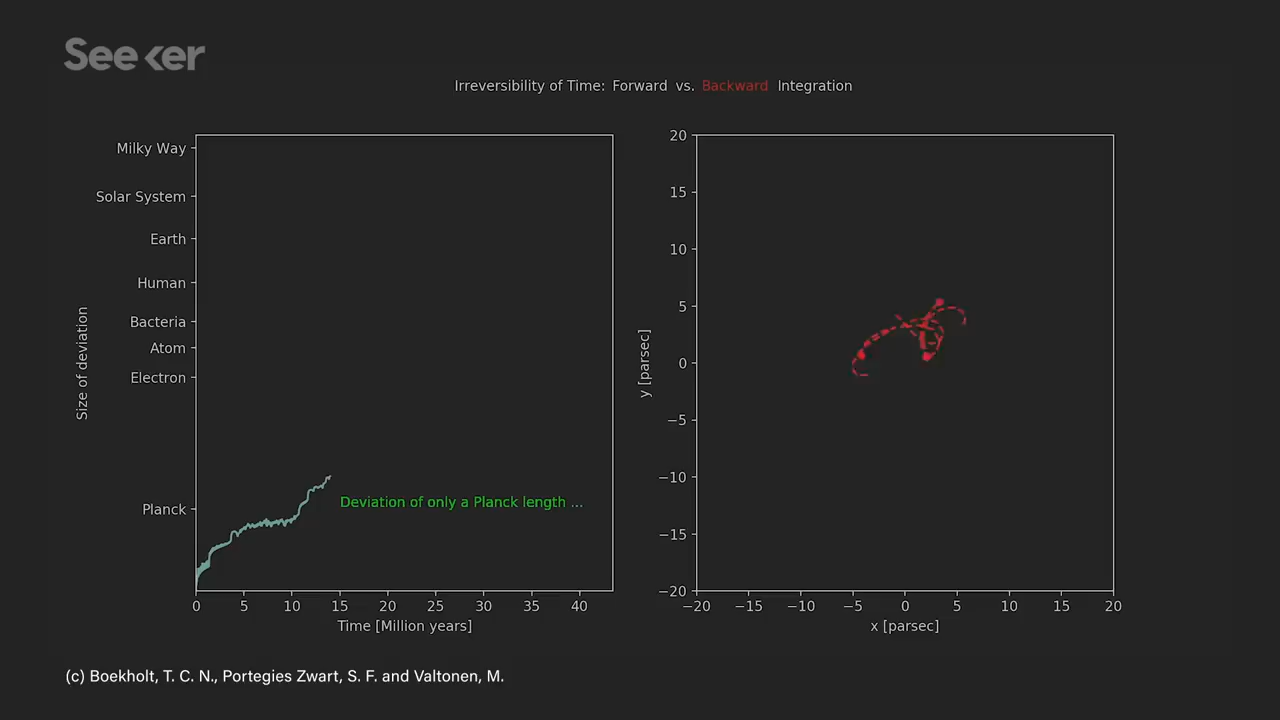 Seeker
Irreversibility of Time: Forward vs. Backward Integration
Milky Way
Solar System
Earth
Human
Bacteria
Atom
Electron
Planck
Size of deviation
Deviation of only a Planck length ...
0 5 10 15 20 25 30 35 40
Time [Million years]
20
15
10
5
0
−5
−10
−15
−20
y [parsec]
−20 −15 −10 −5 0 5 10 15 20
x [parsec]
(c) Boekholt, T. C. N., Portegies Zwart, S. F. and Valtonen, M.